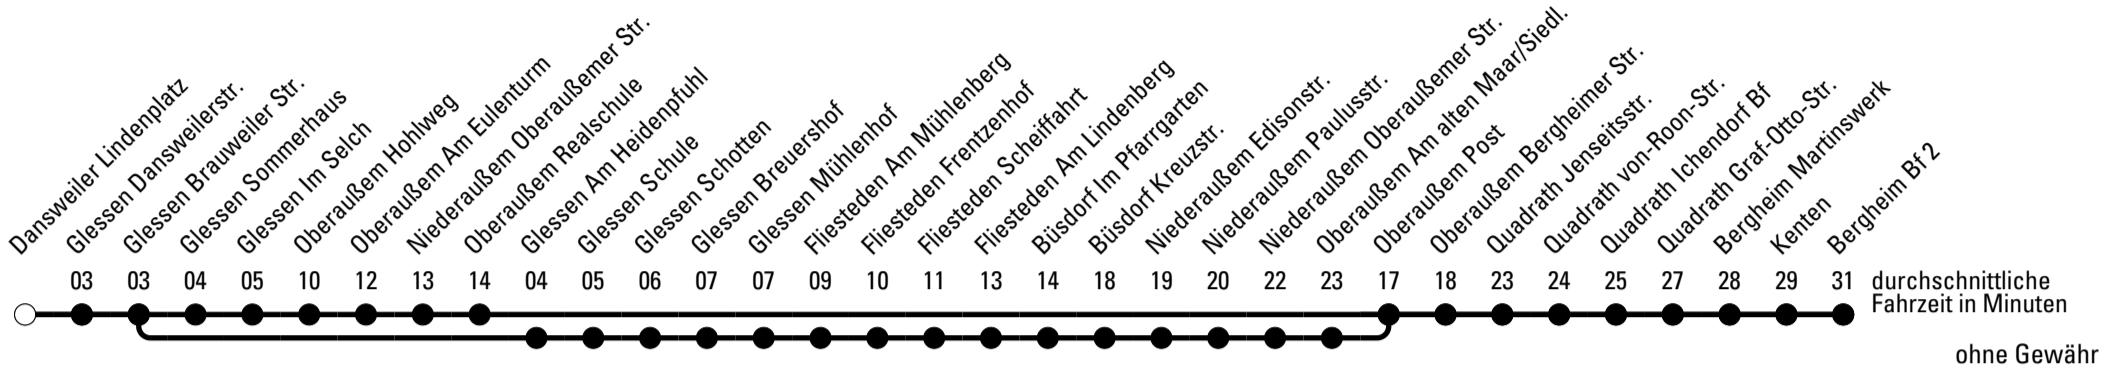 Dansweiler Lindenplatz
Glessen Dansweilerstr.
Glessen Brauweiler Str.
Glessen Sommerhaus
Glessen Im Selch
Oberaußem Hohlweg
Oberaußem Am Eulenturm
Niederaußem Oberaußemer Str.
Oberaußem Realschule
Glessen Am Heidenpfuhl
Glessen Schule
Glessen Schotten
Glessen Breuershof
Glessen Mühlenhof
Fliesteden Am Mühlenberg
Fliesteden Frentzenhof
Fliesteden Scheiffahrt
Fliesteden Am Lindenberg
Büsdorf Im Pfarrgarten
Büsdorf Kreuzstr.
Niederaußem Edisonstr.
Niederaußem Paulusstr.
Niederaußem Oberaußemer Str.
Oberaußem Am alten Maar/Siedl.
Oberaußem Post
Oberaußem Bergheimer Str.
Quadrath Jenseitsstr.
Quadrath von-Roon-Str.
Quadrath Ichendorf Bf
Quadrath Graf-Otto-Str.
Bergheim Martinswerk
Kenten
Bergheim Bf 2
03 03 04 05 10 12 13 14 04 05 06 07 07 09 10 11 13 14 18 19 20 22 23 17 18 23 24 25 27 28 29 31 durchschnittliche
Fahrzeit in Minuten
ohne Gewähr